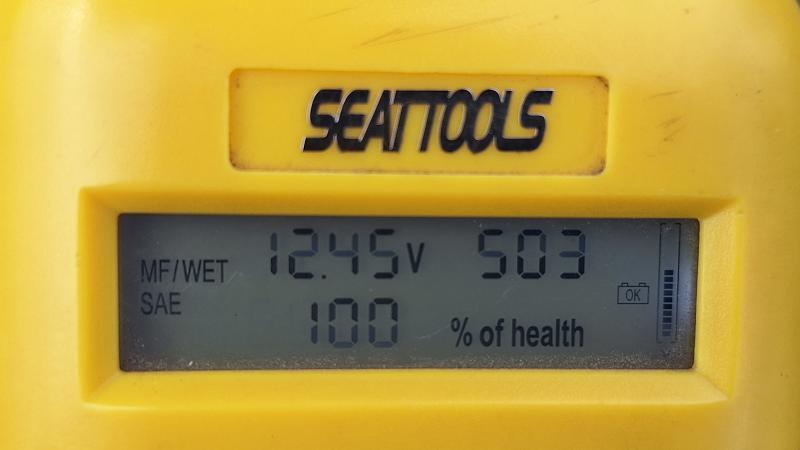 SEATTOOLS
MF/WET 12.45V 503
SAE 100 % of health
OK